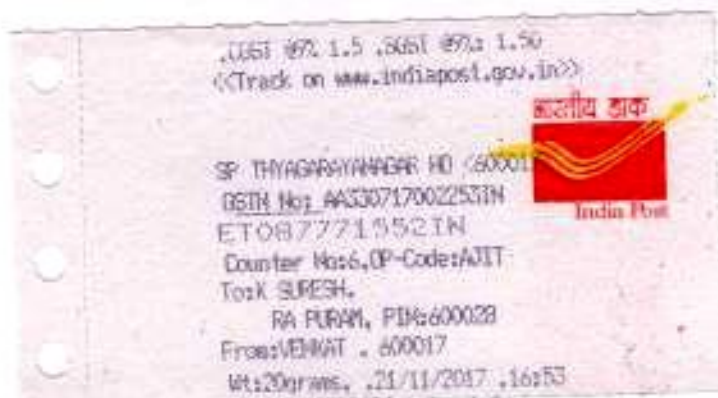 .CGST @9% 1.5 .SGST @9%: 1.50
<<Track on www.indiapost.gov.in>>
भारतीय डाक
SP THYAGARAYANAGAR HO <60001
GSTN No: AA330717002253IN
India Post
ET087771552IN
Counter No:6,OP-Code:AJIT
To:K SURESH,
RA PURAM, PIN:600028
From:VENKAT . 600017
Wt:20grams, .21/11/2017 .16:53